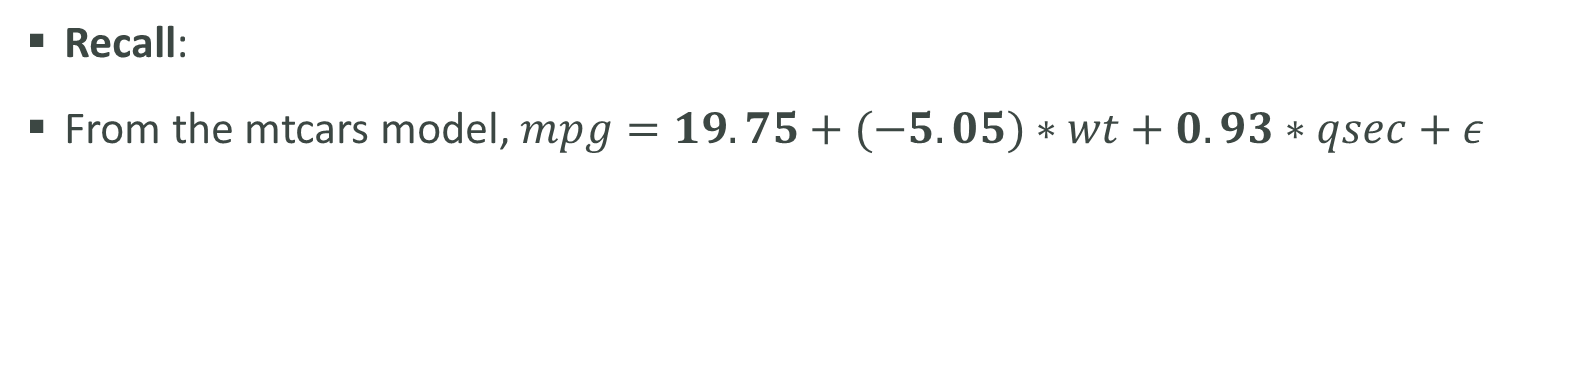 ▪ Recall:
▪ From the mtcars model, mpg = 19.75 + (−5.05) ∗ wt + 0.93 ∗ qsec + ϵ